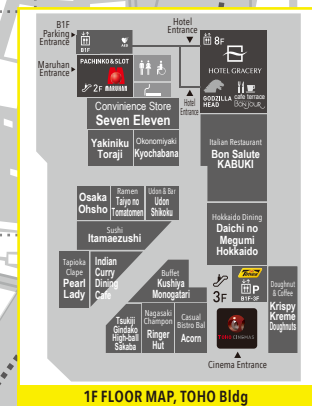 B1F
Parking
Entrance
Hotel
Entrance
B1F
8F
HOTEL GRACERY
Maruhan
Entrance
PACHINKO & SLOT
2F MARUHAN
Hotel
Entrance
GODZILLA
HEAD
cafe terrace
BONJOUR
Convinience Store
Seven Eleven
Yakiniku
Toraji
Okonomiyaki
Kyochabana
Italian Restaurant
Bon Salute
KABUKI
Osaka
Ohsho
Ramen
Taiyo no
Tomatomen
Udon & Bar
Udon
Shikoku
Sushi
Itamaezushi
Hokkaido Dining
Daichi no
Megumi
Hokkaido
Tapioka
Clape
Pearl
Lady
Indian
Curry
Dining
Cafe
Buffet
Kushiya
Monogatari
3F
Times
P
B1F-3F
Doughnut
& Coffee
Krispy
Kreme
Doughnuts
Tsukiji
Gindako
High-ball
Sakaba
Nagasaki
Champon
Ringer
Hut
Casual
Bistro Bal
Acorn
TOHO CINEMAS
Cinema Entrance
1F FLOOR MAP, TOHO Bldg